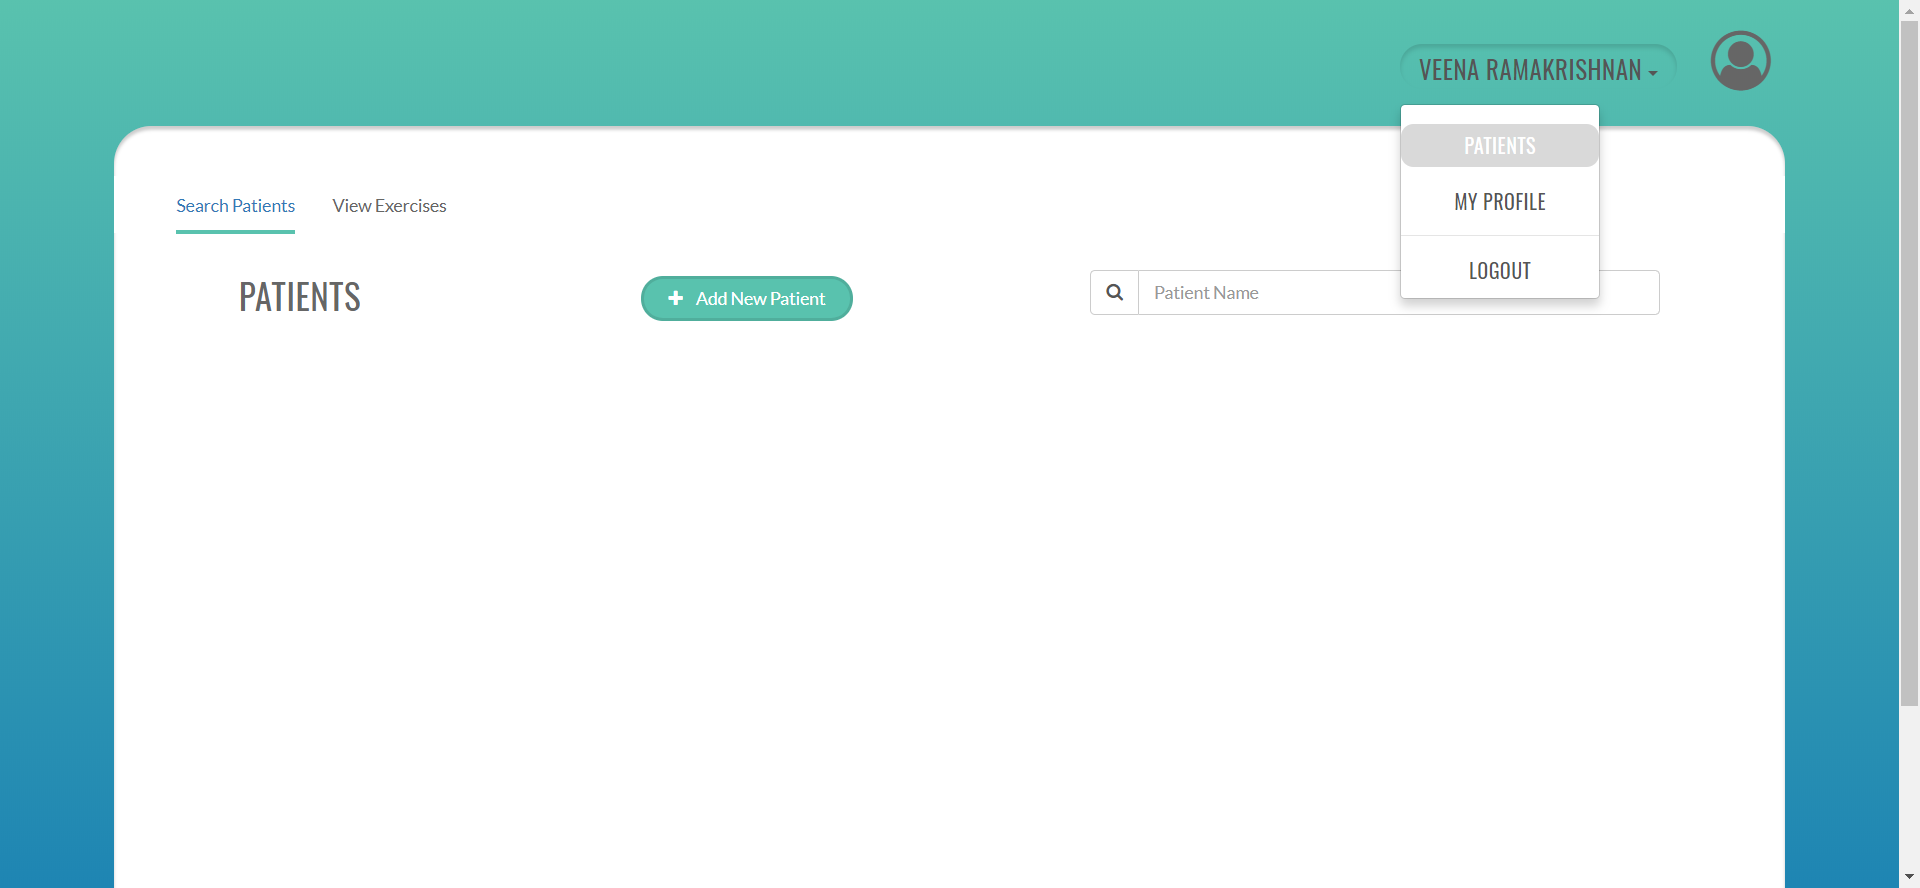 VEENA RAMAKRISHNAN
PATIENTS
MY PROFILE
LOGOUT
Search Patients
View Exercises
PATIENTS
Add New Patient
Patient Name